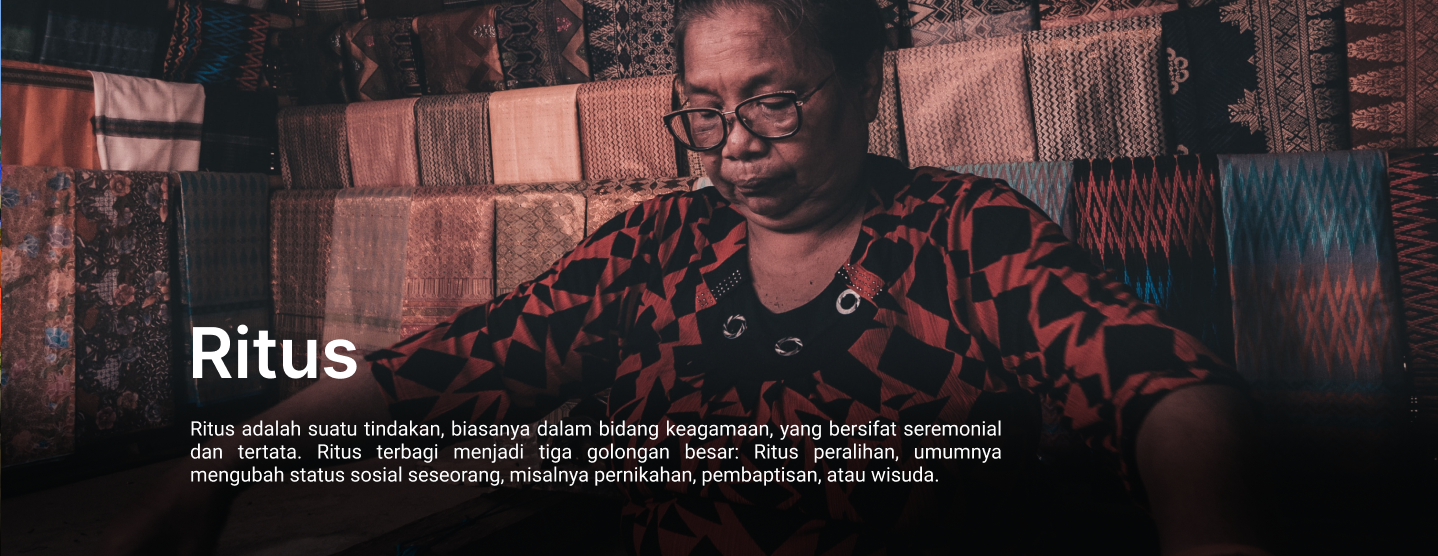 Ritus
Ritus adalah suatu tindakan, biasanya dalam bidang keagamaan, yang bersifat seremonial
dan tertata. Ritus terbagi menjadi tiga golongan besar: Ritus peralihan, umumnya
mengubah status sosial seseorang, misalnya pernikahan, pembaptisan, atau wisuda.